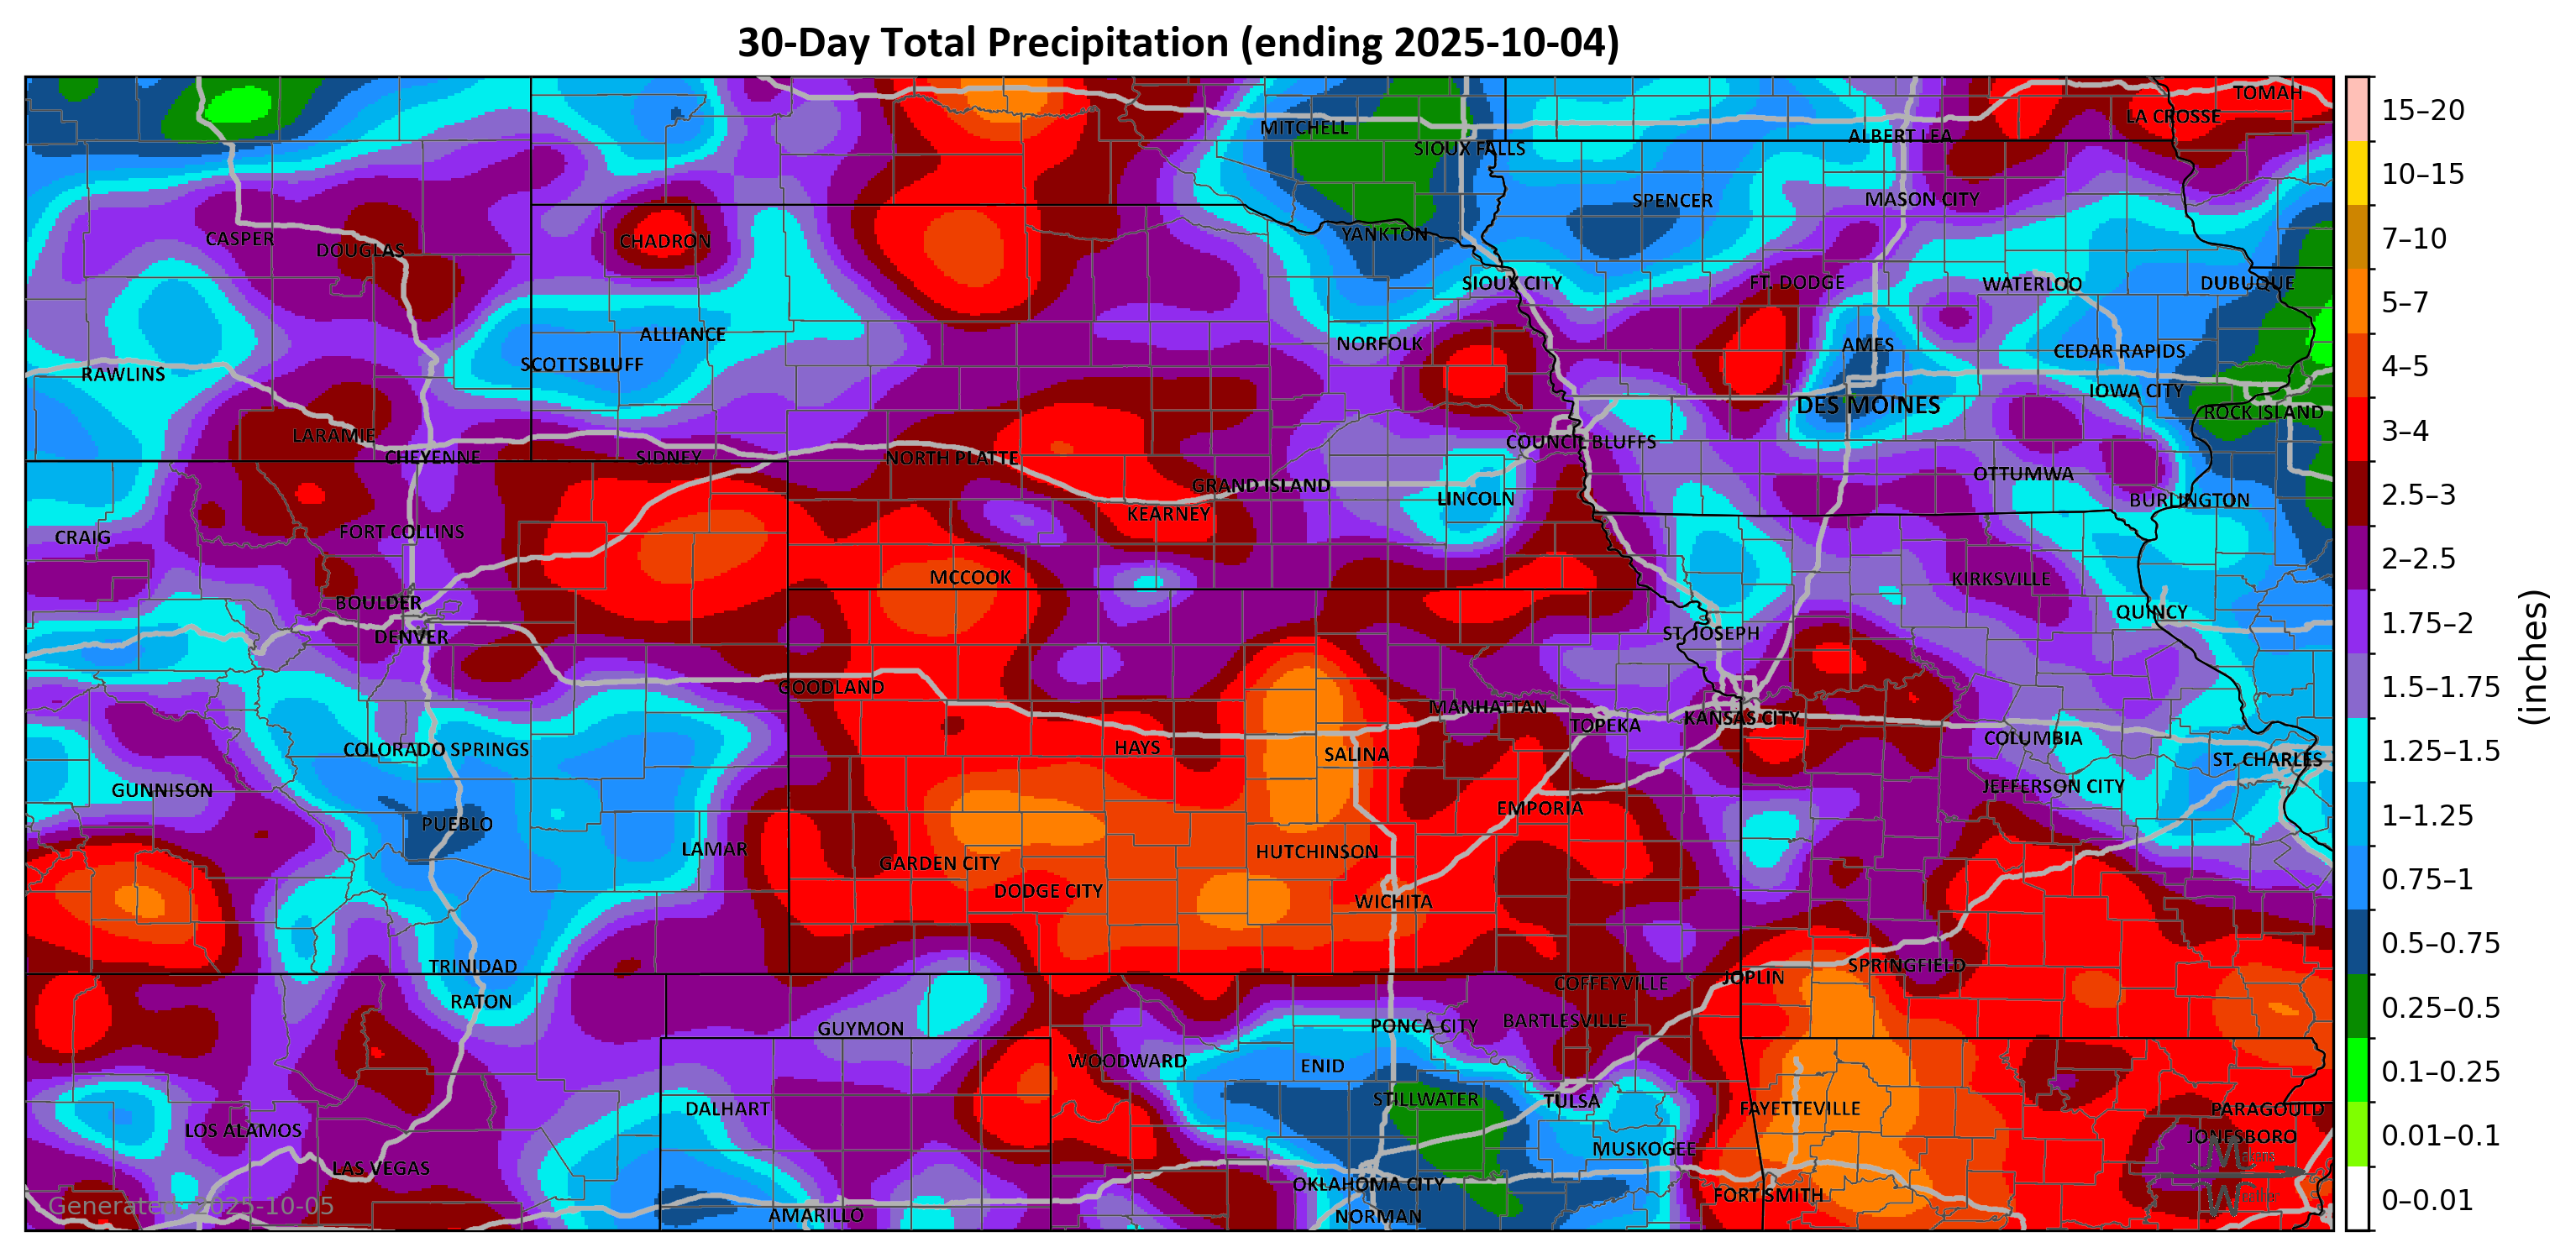 30-Day Total Precipitation (ending 2025-10-04)
TOMAH
LA CROSSE
MITCHELL
ALBERT LEA
SIOUX FALLS
SPENCER
MASON CITY
YANKTON
CASPER
DOUGLAS
CHADRON
SIOUX CITY
FT. DODGE
WATERLOO
DUBUQUE
ALLIANCE
NORFOLK
AMES
CEDAR RAPIDS
SCOTTSBLUFF
RAWLINS
IOWA CITY
DES MOINES
ROCK ISLAND
LARAMIE
COUNCIL BLUFFS
CHEYENNE
SIDNEY
NORTH PLATTE
OTTUMWA
GRAND ISLAND
LINCOLN
BURLINGTON
KEARNEY
CRAIG
FORT COLLINS
MCCOOK
KIRKSVILLE
BOULDER
QUINCY
DENVER
ST. JOSEPH
GOODLAND
MANHATTAN
KANSAS CITY
TOPEKA
COLUMBIA
COLORADO SPRINGS
HAYS
SALINA
ST. CHARLES
GUNNISON
JEFFERSON CITY
EMPORIA
PUEBLO
LAMAR
HUTCHINSON
GARDEN CITY
DODGE CITY
WICHITA
TRINIDAD
SPRINGFIELD
JOPLIN
COFFEYVILLE
RATON
GUYMON
PONCA CITY
BARTLESVILLE
WOODWARD
ENID
STILLWATER
TULSA
DALHART
FAYETTEVILLE
PARAGOULD
LOS ALAMOS
JONESBORO
MUSKOGEE
LAS VEGAS
OKLAHOMA CITY
FORT SMITH
AMARILLO
NORMAN
Generated: 2025-10-05
15–20
10–15
7–10
5–7
4–5
3–4
2.5–3
2–2.5
1.75–2
1.5–1.75
1.25–1.5
1–1.25
0.75–1
0.5–0.75
0.25–0.5
0.1–0.25
0.01–0.1
0–0.01
(inches)